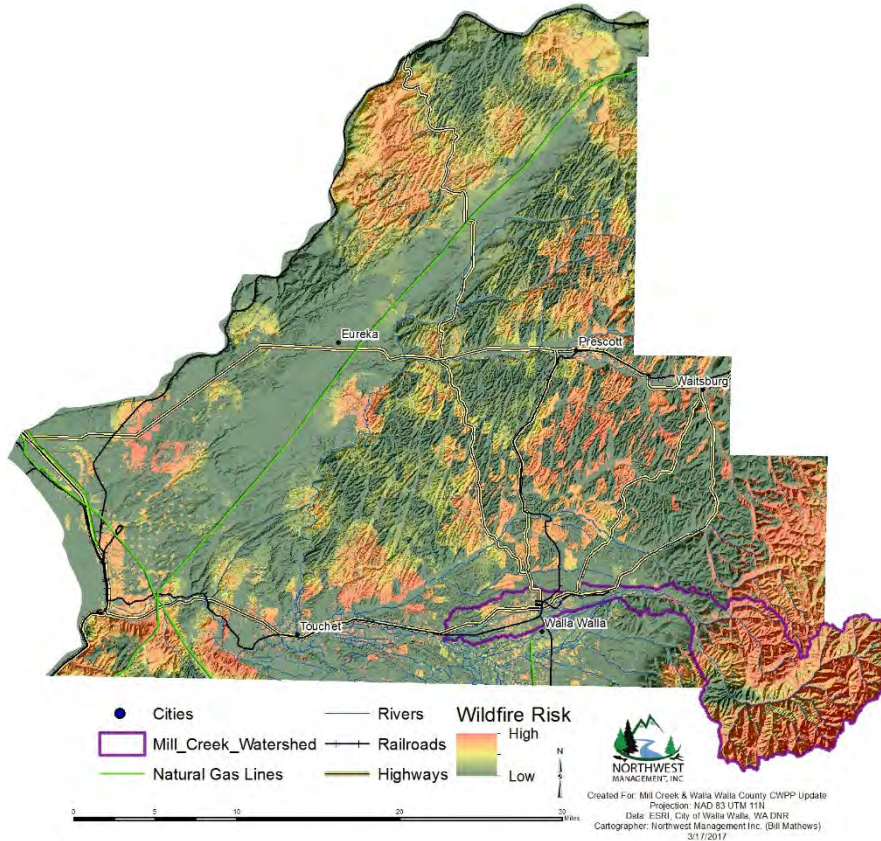 Eureka
Prescott
Waitsburg
Touchet
Walla Walla
Cities
Mill_Creek_Watershed
Natural Gas Lines
Rivers
Railroads
Highways
Wildfire Risk
High
Low
N
0 5 10 20 30
Miles
NORTHWEST
MANAGEMENT, INC
Created For: Mill Creek & Walla Walla County CWPP Update
Projection: NAD 83 UTM 11N
Data: ESRI, City of Walla Walla, WA DNR
Cartographer: Northwest Management Inc. (Bill Mathews)
3/17/2017